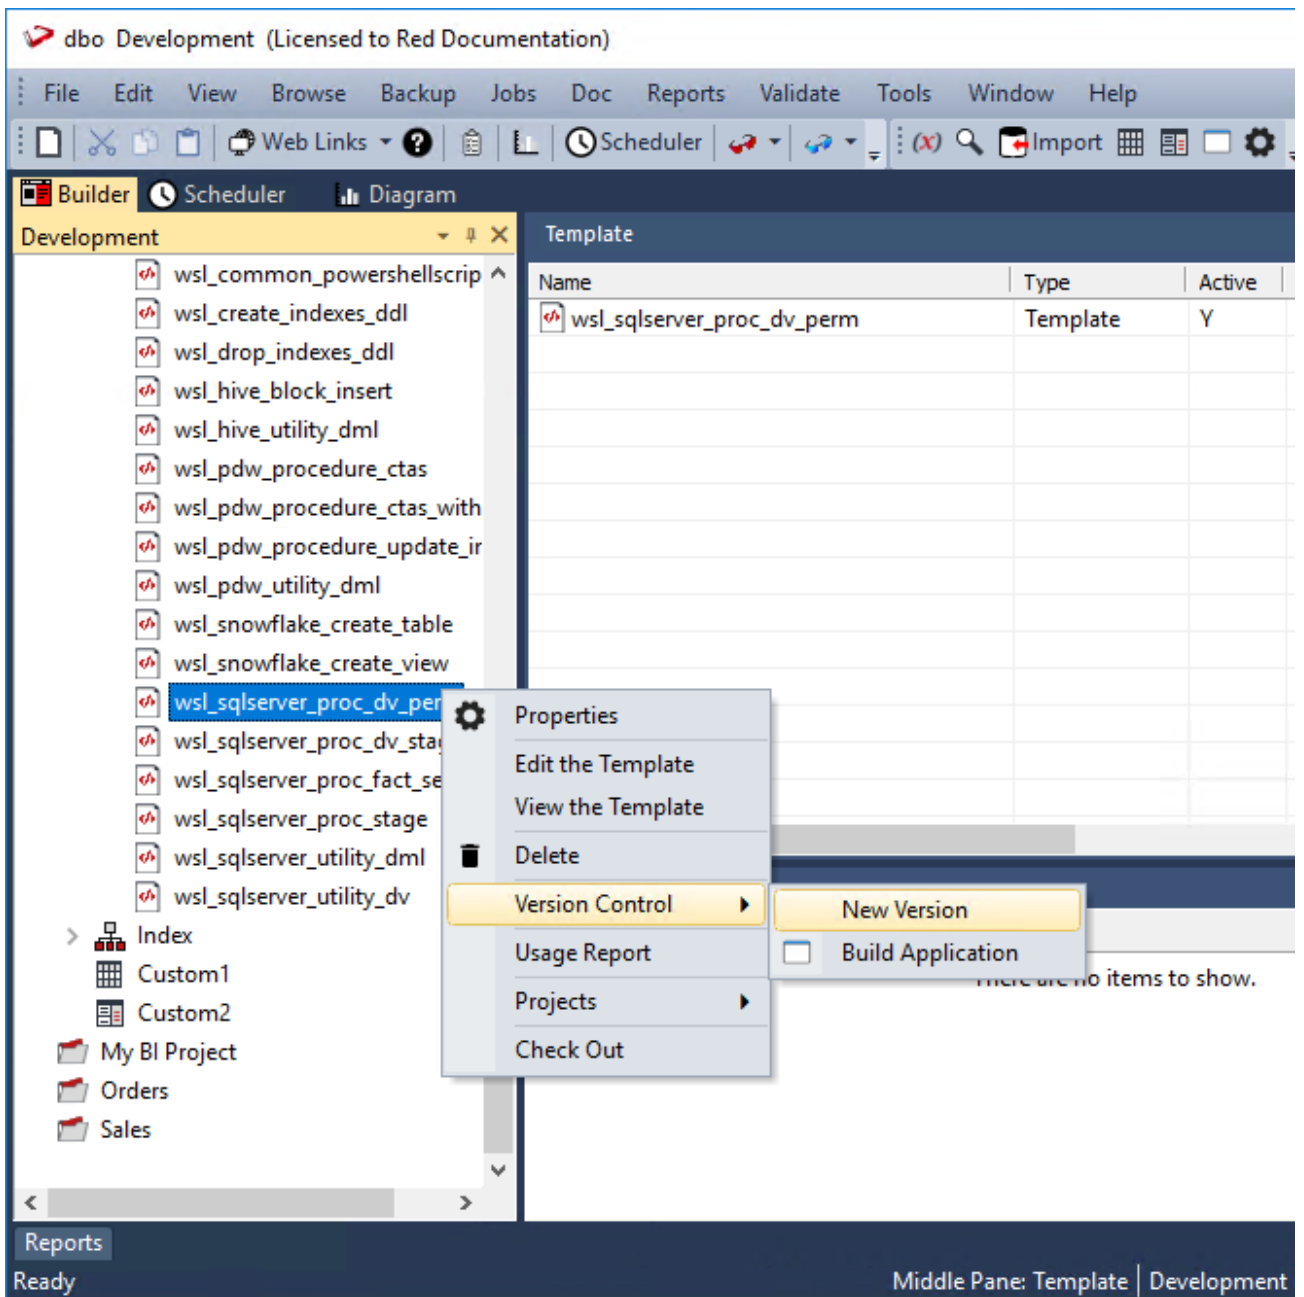 dbo Development (Licensed to Red Documentation)
File Edit View Browse Backup Jobs Doc Reports Validate Tools Window Help
Web Links Scheduler (x) Import
Builder Scheduler Diagram
Development
Template
Name Type Active
wsl_sqlserver_proc_dv_perm Template Y
wsl_common_powershellscrip
wsl_create_indexes_ddl
wsl_drop_indexes_ddl
wsl_hive_block_insert
wsl_hive_utility_dml
wsl_pdw_procedure_ctas
wsl_pdw_procedure_ctas_with
wsl_pdw_procedure_update_ir
wsl_pdw_utility_dml
wsl_snowflake_create_table
wsl_snowflake_create_view
wsl_sqlserver_proc_dv_per
wsl_sqlserver_proc_dv_sta
wsl_sqlserver_proc_fact_se
wsl_sqlserver_proc_stage
wsl_sqlserver_utility_dml
wsl_sqlserver_utility_dv
Index
Custom1
Custom2
My BI Project
Orders
Sales
Properties
Edit the Template
View the Template
Delete
Version Control
Usage Report
Projects
Check Out
New Version
Build Application
There are no items to show.
Reports
Ready
Middle Pane: Template Development